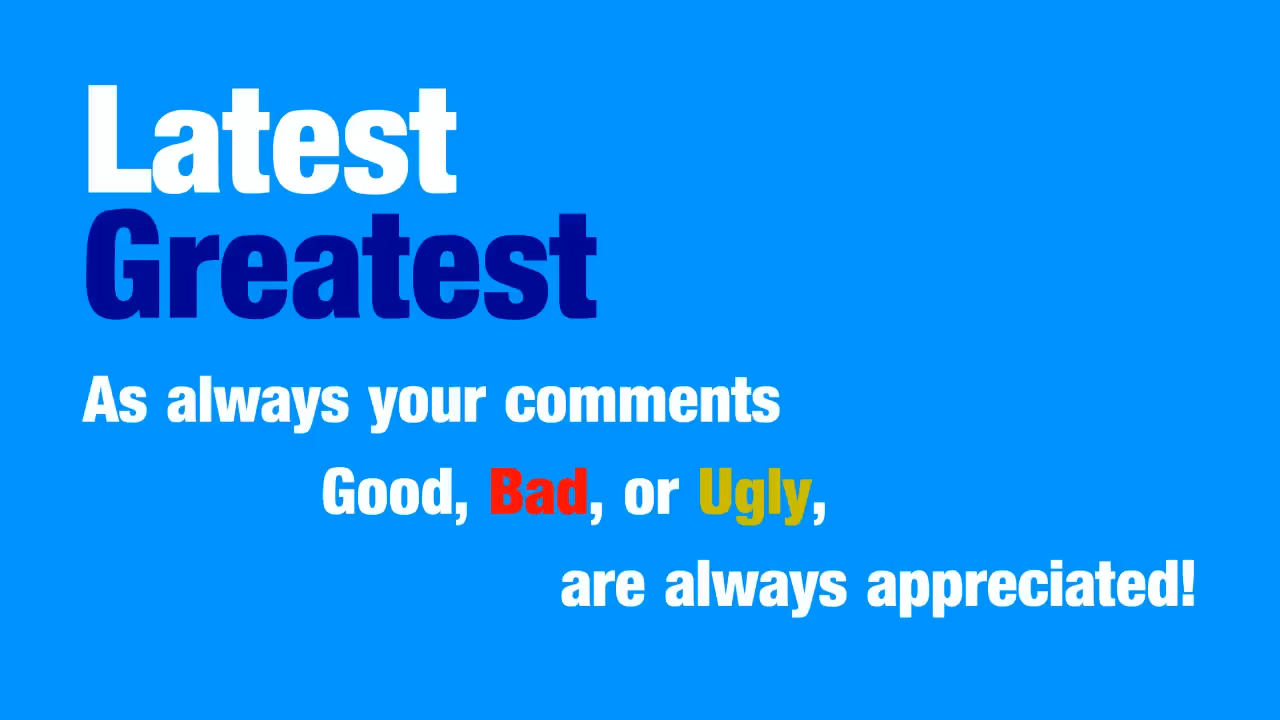 Latest
Greatest
As always your comments
Good, Bad, or Ugly,
are always appreciated!